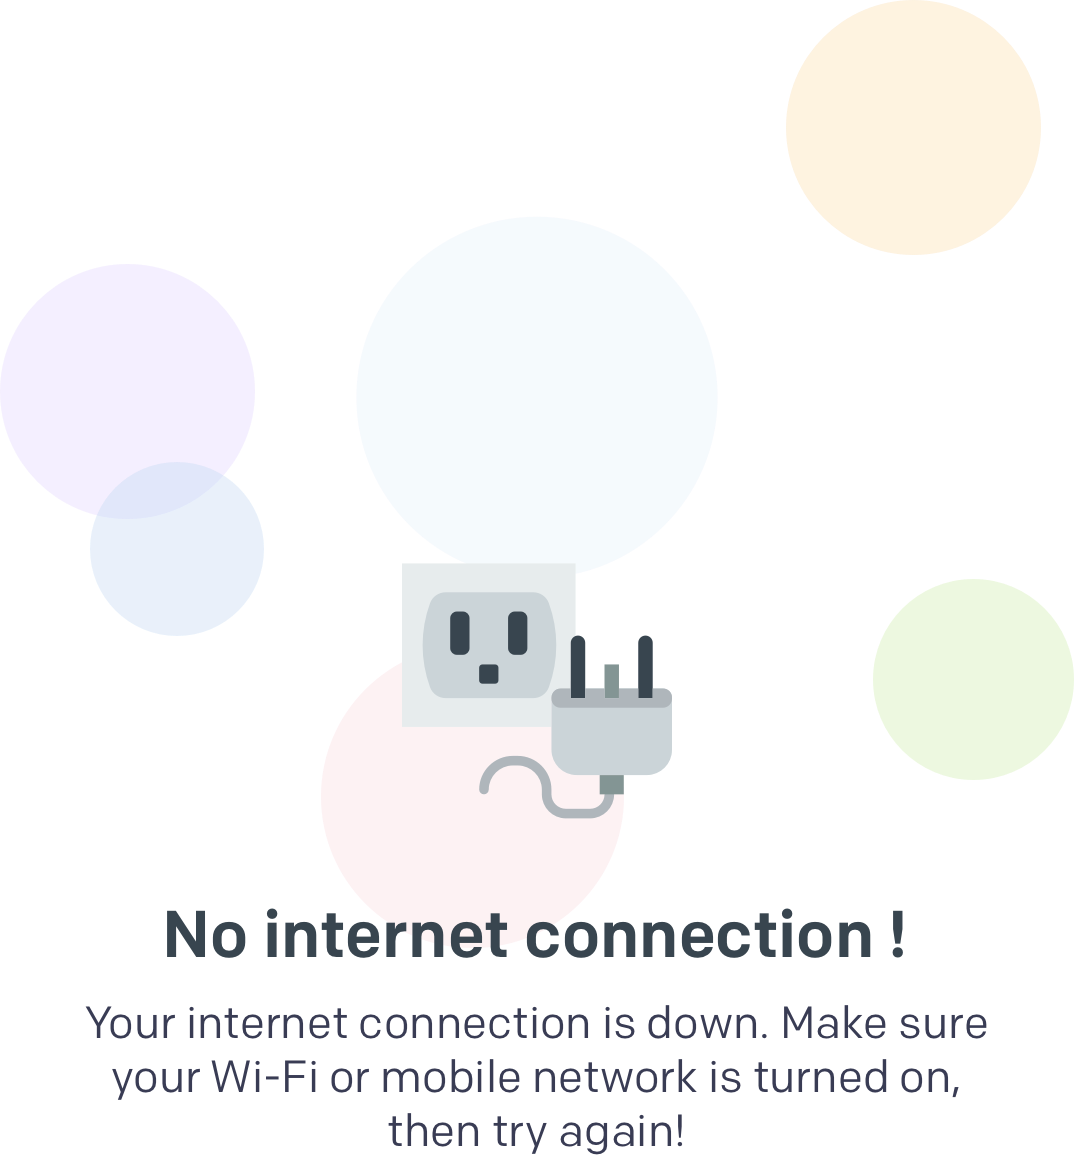 No internet connection !
Your internet connection is down. Make sure
your Wi-Fi or mobile network is turned on,
then try again!